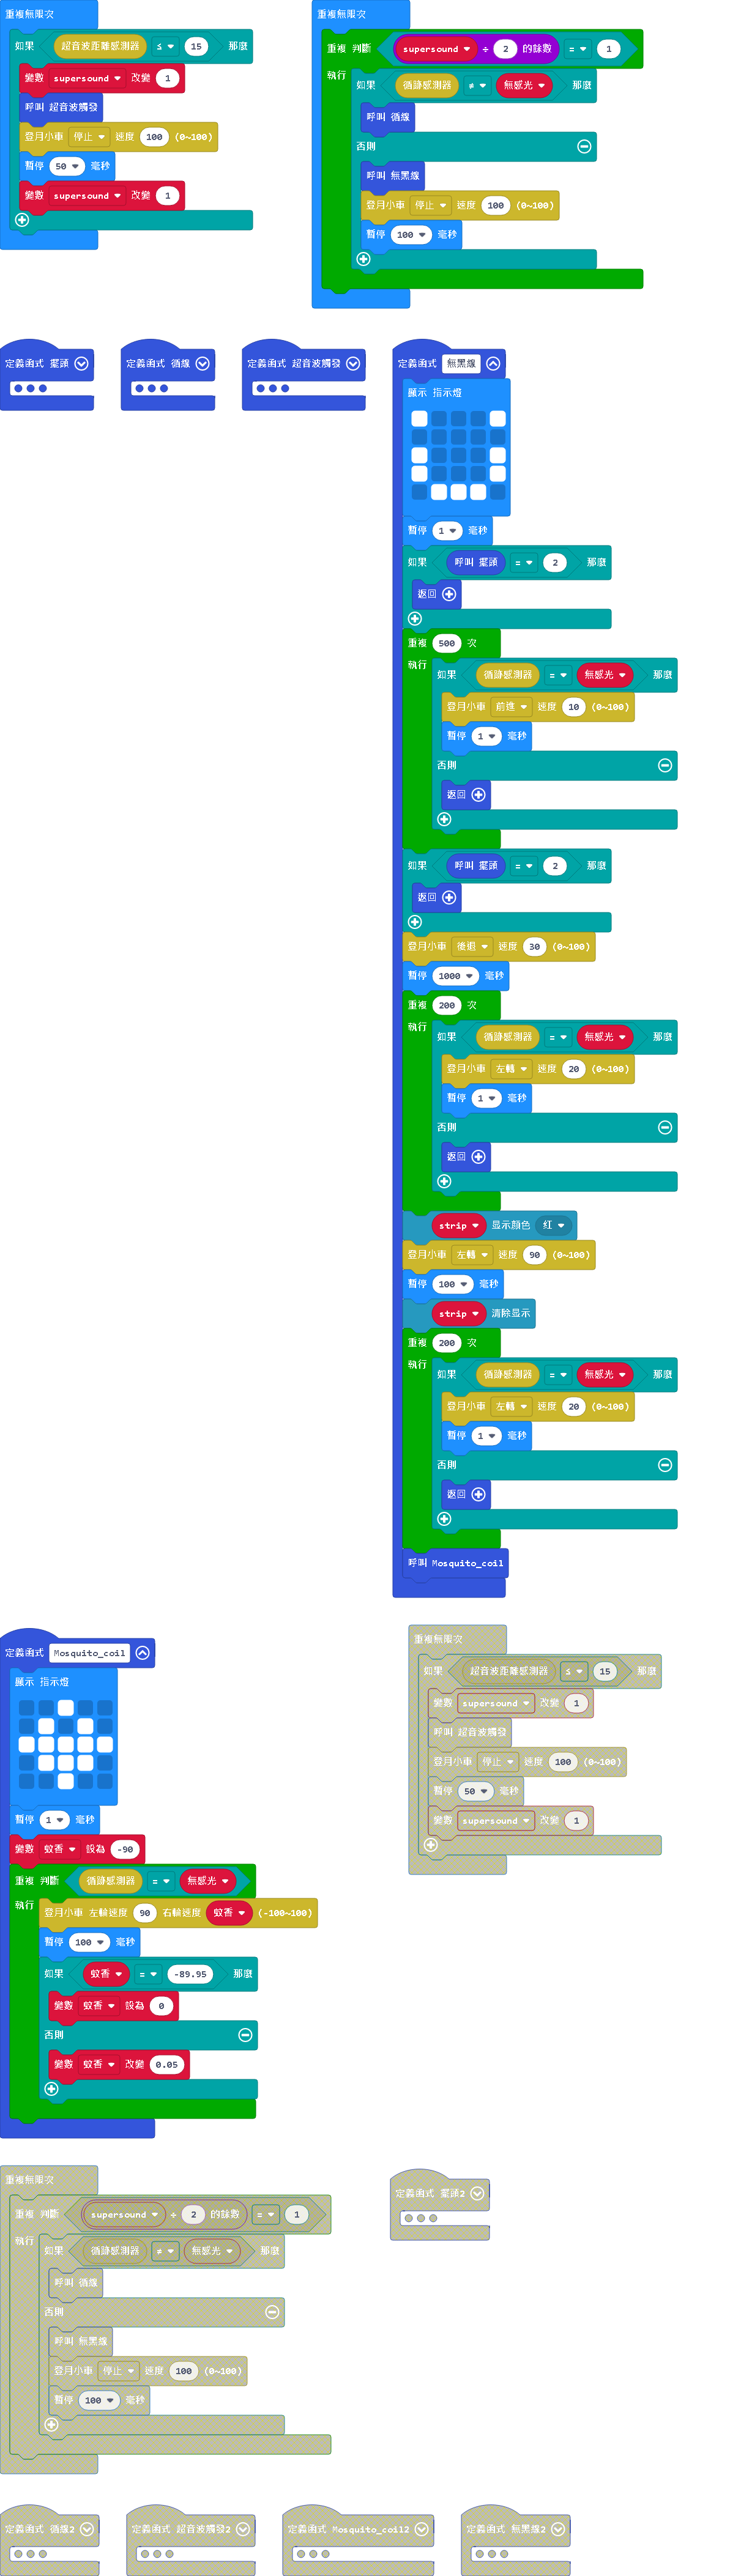 重複無限次
如果 超音波距離感測器 ≤ 15 那麼
變數 supersound 改變 1
呼叫 超音波觸發
登月小車 停止 速度 100 (0~100)
暫停 50 毫秒
變數 supersound 改變 1
重複無限次
重複 判斷 supersound ÷ 2 的餘數 = 1
執行
如果 循跡感測器 ≠ 無感光 那麼
呼叫 循線
否則
呼叫 無黑線
登月小車 停止 速度 100 (0~100)
暫停 100 毫秒
定義函式 擺頭
定義函式 循線
定義函式 超音波觸發
定義函式 無黑線
顯示 指示燈
暫停 1 毫秒
如果 呼叫 擺頭 = 2 那麼
返回
重複 500 次
執行
如果 循跡感測器 = 無感光 那麼
登月小車 前進 速度 10 (0~100)
暫停 1 毫秒
否則
返回
如果 呼叫 擺頭 = 2 那麼
返回
登月小車 後退 速度 30 (0~100)
暫停 1000 毫秒
重複 200 次
執行
如果 循跡感測器 = 無感光 那麼
登月小車 左轉 速度 20 (0~100)
暫停 1 毫秒
否則
返回
strip 显示颜色 红
登月小車 左轉 速度 90 (0~100)
暫停 100 毫秒
strip 清除显示
重複 200 次
執行
如果 循跡感測器 = 無感光 那麼
登月小車 左轉 速度 20 (0~100)
暫停 1 毫秒
否則
返回
呼叫 Mosquito_coil
定義函式 Mosquito_coil
顯示 指示燈
暫停 1 毫秒
變數 蚊香 設為 -90
重複 判斷 循跡感測器 = 無感光
執行
登月小車 左輪速度 90 右輪速度 蚊香 (-100~100)
暫停 100 毫秒
如果 蚊香 = -89.95 那麼
變數 蚊香 設為 0
否則
變數 蚊香 改變 0.05
重複無限次
如果 超音波距離感測器 ≤ 15 那麼
變數 supersound 改變 1
呼叫 超音波觸發
登月小車 停止 速度 100 (0~100)
暫停 50 毫秒
變數 supersound 改變 1
重複無限次
重複 判斷 supersound ÷ 2 的餘數 = 1
執行
如果 循跡感測器 ≠ 無感光 那麼
呼叫 循線
否則
呼叫 無黑線
登月小車 停止 速度 100 (0~100)
暫停 100 毫秒
定義函式 擺頭2
定義函式 循線2
定義函式 超音波觸發2
定義函式 Mosquito_coil2
定義函式 無黑線2